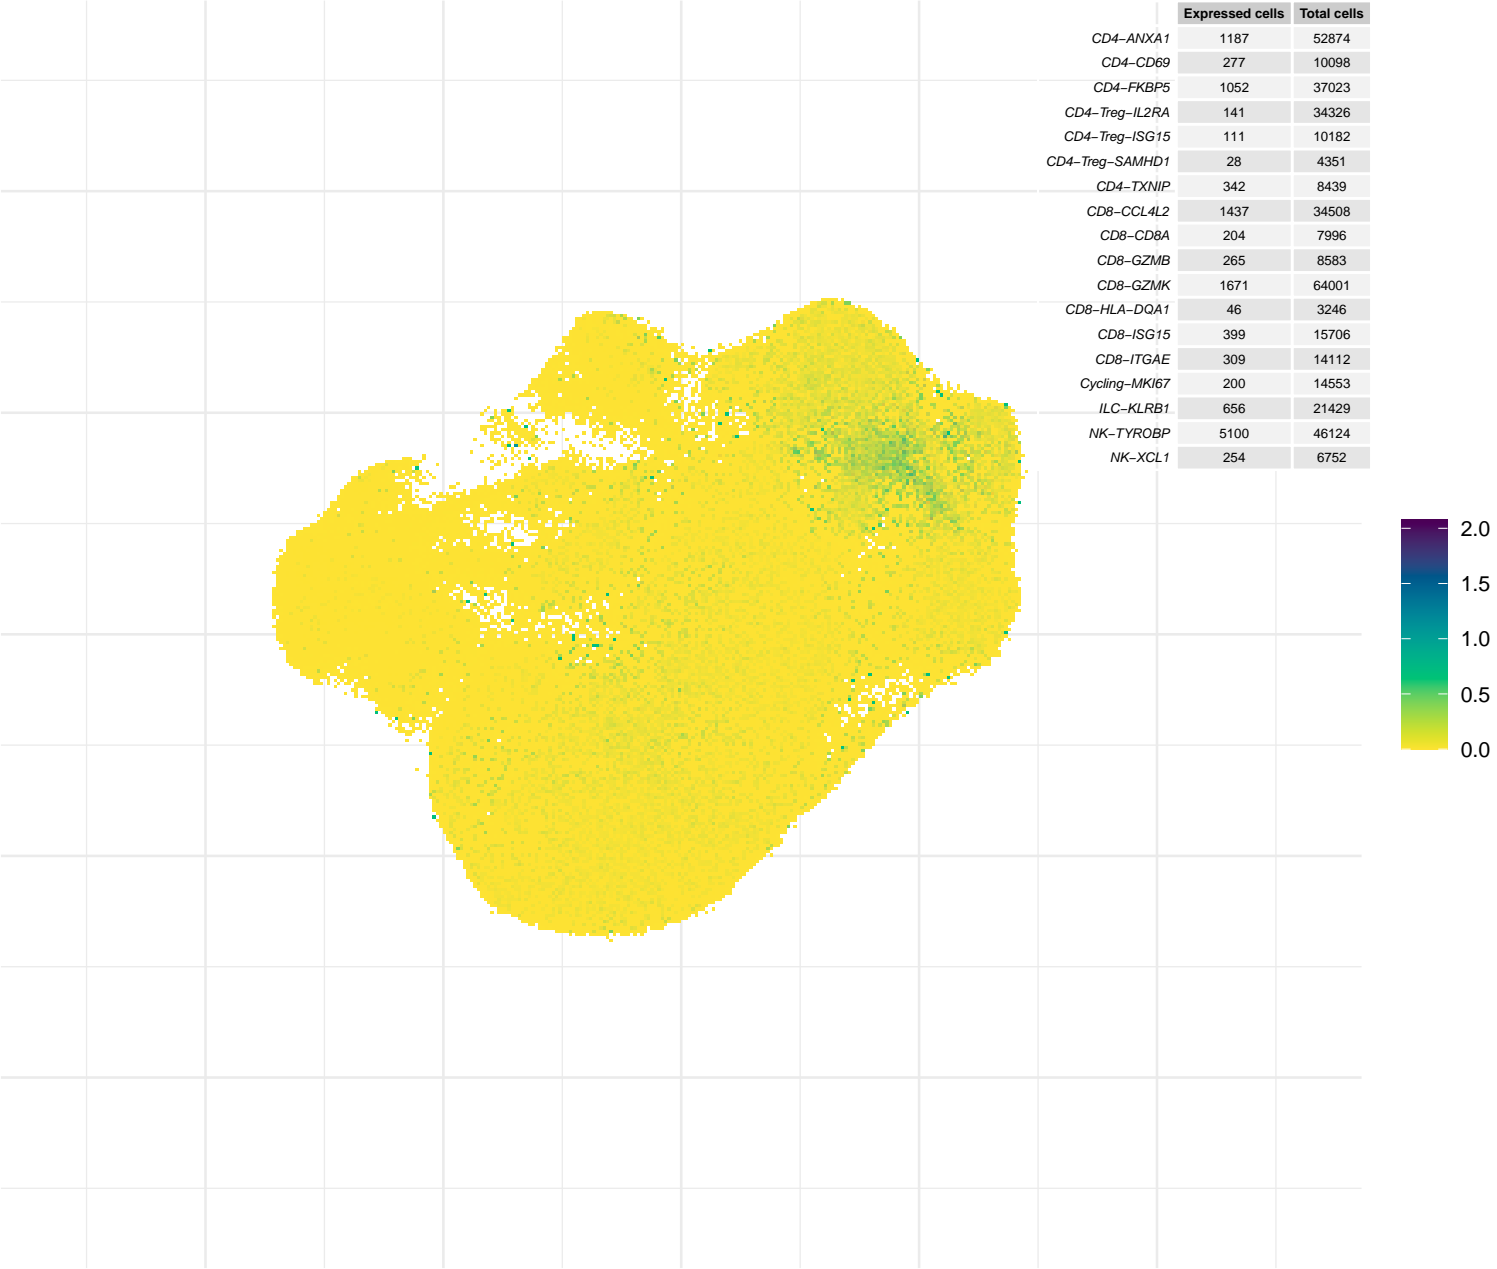 Expressed cells Total cells
CD4−ANXA1 1187 52874
CD4−CD69 277 10098
CD4−FKBP5 1052 37023
CD4−Treg−IL2RA 141 34326
CD4−Treg−ISG15 111 10182
CD4−Treg−SAMHD1 28 4351
CD4−TXNIP 342 8439
CD8−CCL4L2 1437 34508
CD8−CD8A 204 7996
CD8−GZMB 265 8583
CD8−GZMK 1671 64001
CD8−HLA−DQA1 46 3246
CD8−ISG15 399 15706
CD8−ITGAE 309 14112
Cycling−MKI67 200 14553
ILC−KLRB1 656 21429
NK−TYROBP 5100 46124
NK−XCL1 254 6752
2.0
1.5
1.0
0.5
0.0